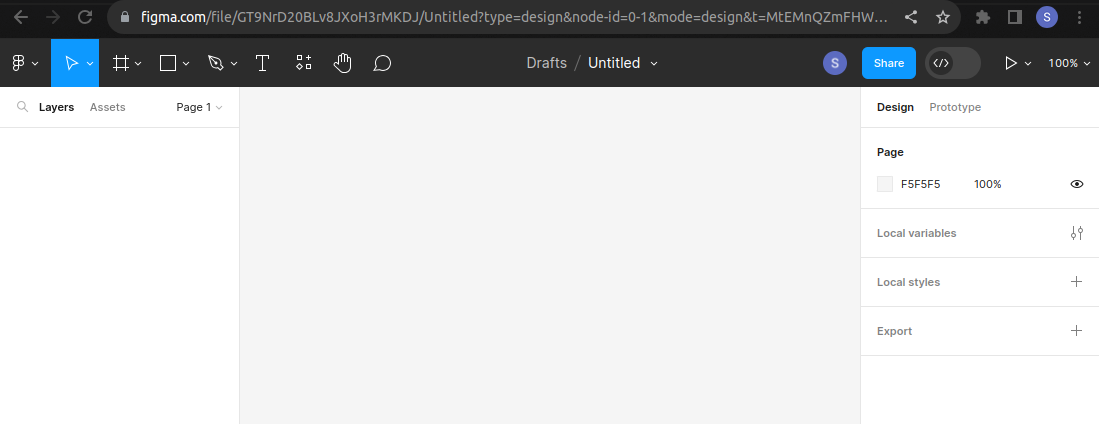 figma.com/file/GT9NrD20BLv8JXoH3rMKDJ/Untitled?type=design&node-id=0-1&mode=design&t=MtEMnQZmFHW...
S
Drafts / Untitled
S
Share
100%
Layers Assets Page 1
Design Prototype
Page
F5F5F5 100%
Local variables
Local styles
Export